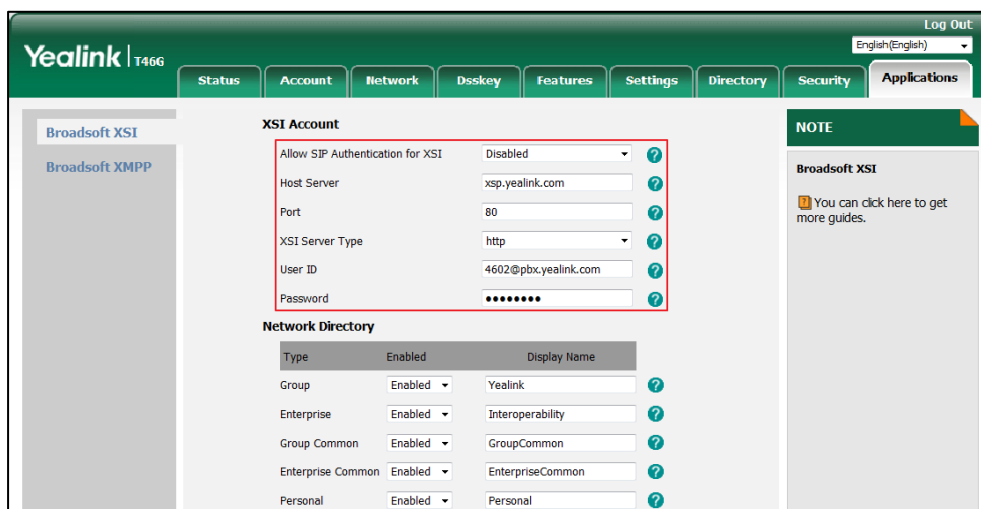 Log Out
Yealink T46G
English(English)
Status Account Network Dsskey Features Settings Directory Security Applications
Broadsoft XSI
Broadsoft XMPP
XSI Account
Allow SIP Authentication for XSI Disabled ?
Host Server xsp.yealink.com ?
Port 80 ?
XSI Server Type http ?
User ID 4602@pbx.yealink.com ?
Password •••••••• ?
Network Directory
Type Enabled Display Name
Group Enabled Yealink ?
Enterprise Enabled Interoperability ?
Group Common Enabled GroupCommon ?
Enterprise Common Enabled EnterpriseCommon ?
Personal Enabled Personal ?
NOTE
Broadsoft XSI
? You can click here to get
more guides.